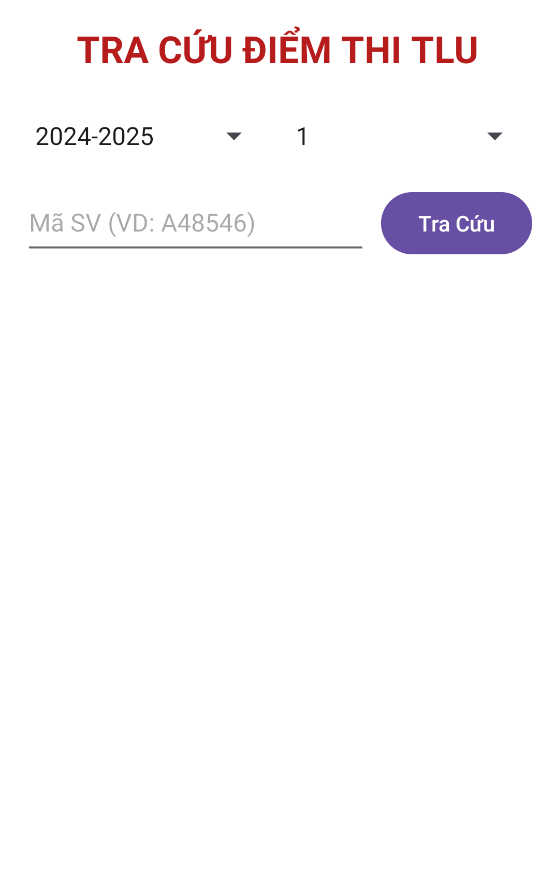 TRA CỨU ĐIỂM THI TLU
2024-2025 1
Mã SV (VD: A48546) Tra Cứu